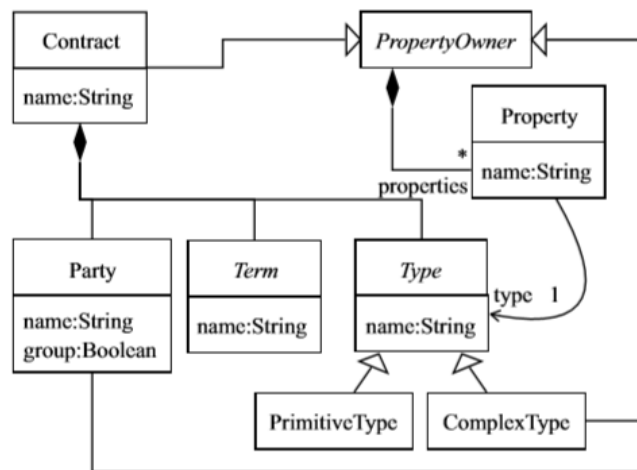 Contract
name:String
PropertyOwner
Property
name:String
*
properties
Party
name:String
group:Boolean
Term
name:String
Type
name:String
type 1
PrimitiveType
ComplexType